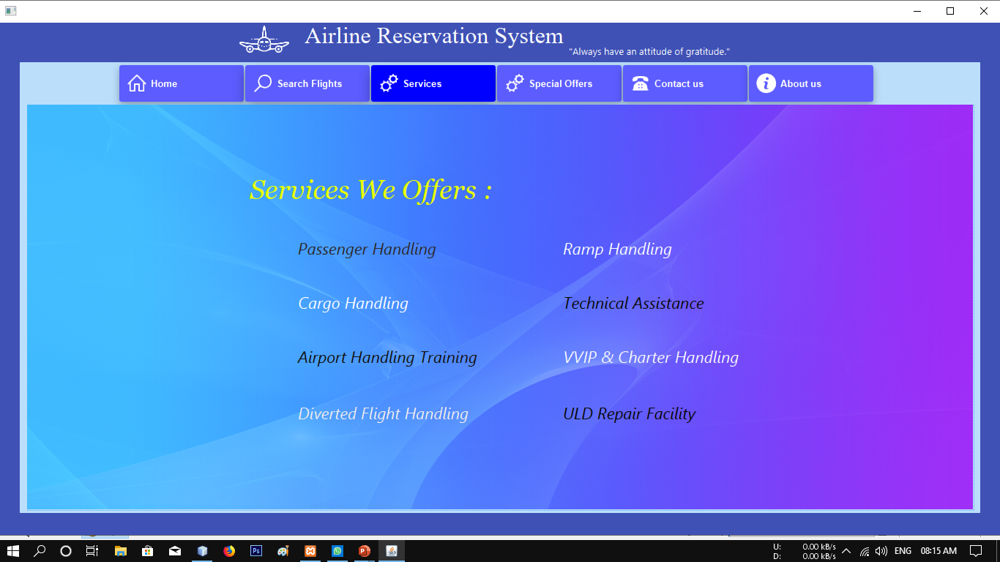 Airline Reservation System
"Always have an attitude of gratitude."
Home
Search Flights
Services
Special Offers
Contact us
About us
Services We Offers :
Passenger Handling
Ramp Handling
Cargo Handling
Technical Assistance
Airport Handling Training
VVIP & Charter Handling
Diverted Flight Handling
ULD Repair Facility
Ps
U: 0.00 kB/s
D: 0.00 kB/s
ENG
08:15 AM